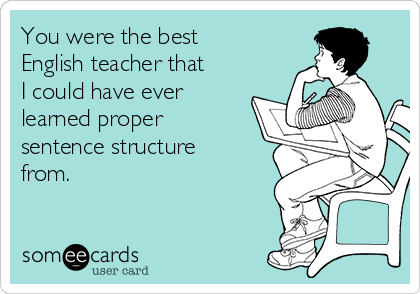 You were the best
English teacher that
I could have ever
learned proper
sentence structure
from.
someecards
user card